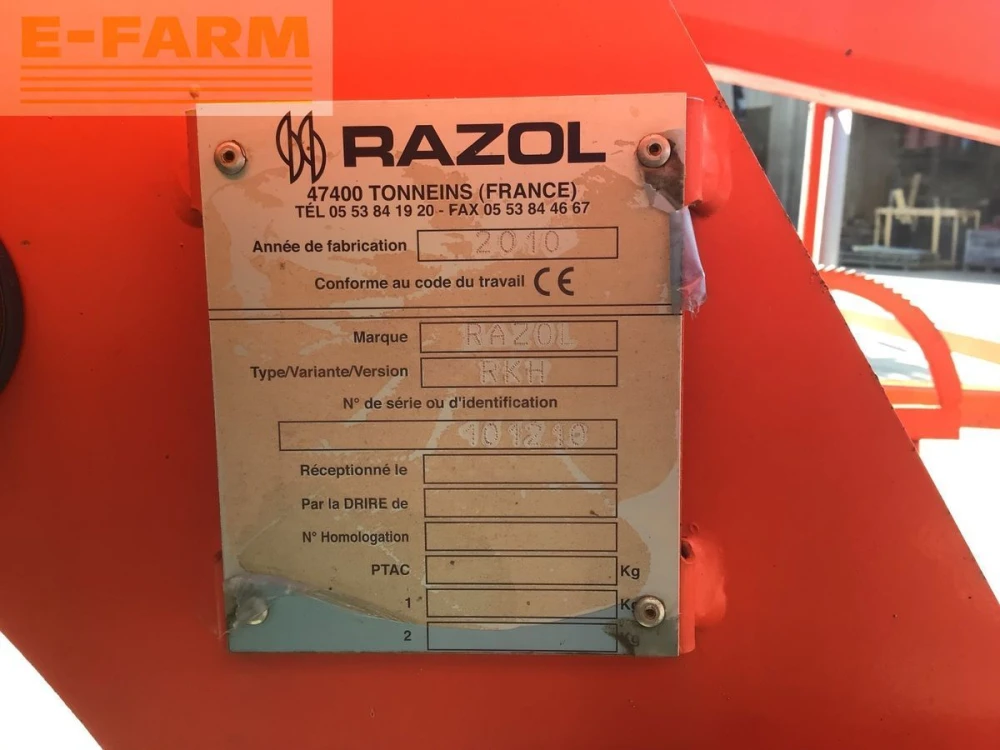 E-FARM
RAZOL
47400 TONNEINS (FRANCE)
TÉL 05 53 84 19 20 - FAX 05 53 84 46 67
Année de fabrication 2010
Conforme au code du travail CE
Marque RAZOL
Type/Variante/Version RKH
N° de série ou d'identification
101210
Réceptionné le
Par la DRIRE de
N° Homologation
PTAC Kg
1 Kg
2 Kg